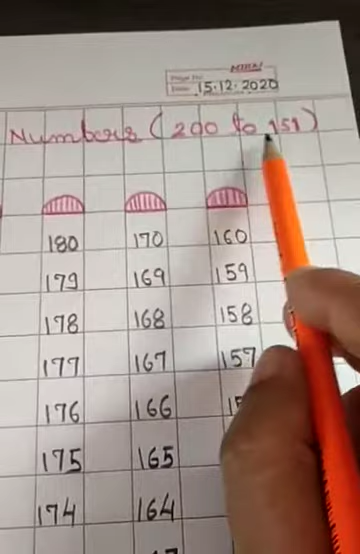 NIRAV
Page No.
Date: 15.12.2020
Numbers (200 to 151)
180 170 160
179 169 159
178 168 158
177 167 157
176 166
175 165
174 164